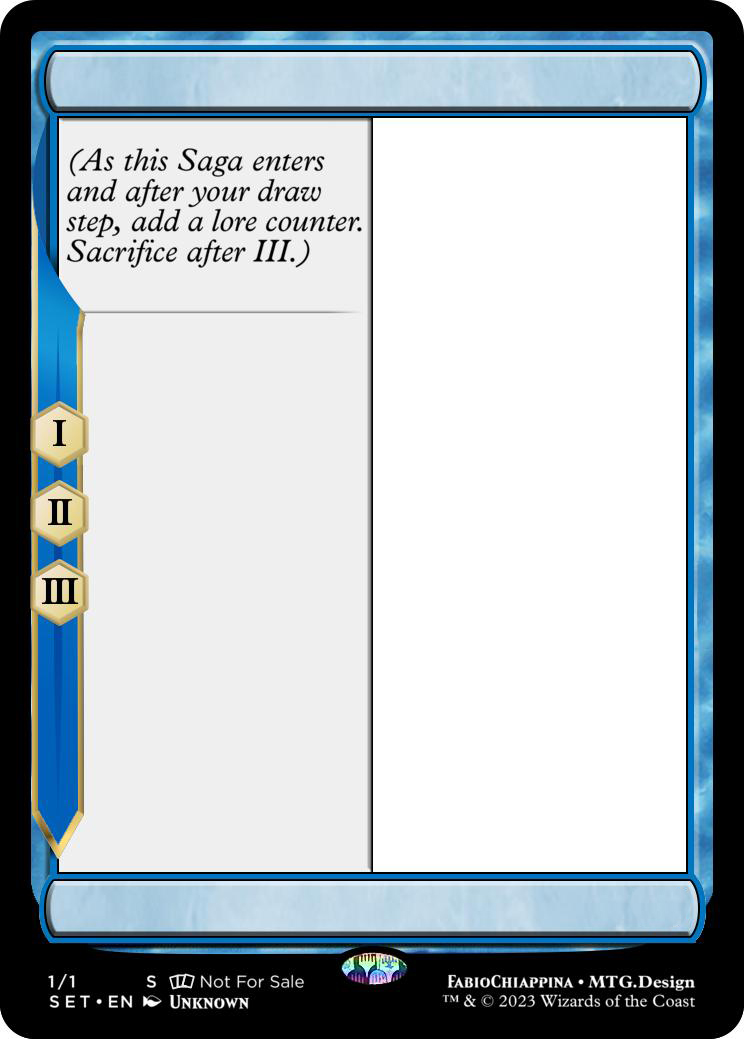 (As this Saga enters
and after your draw
step, add a lore counter.
Sacrifice after III.)
I
II
III
1/1 S Not For Sale
SET • EN Unknown
FabioChiappina • MTG.Design
™ & © 2023 Wizards of the Coast